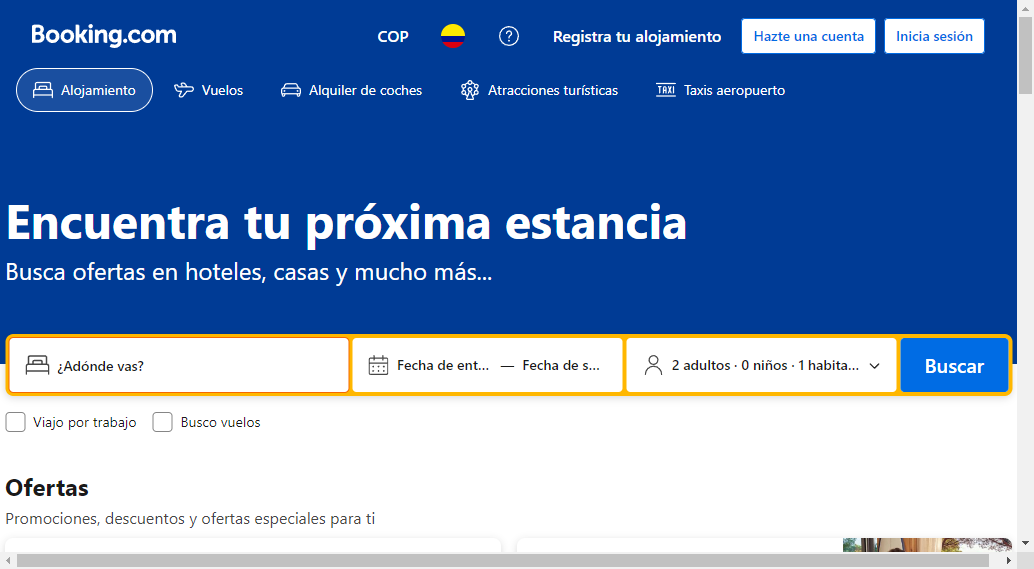 Booking.com
COP
Registra tu alojamiento
Hazte una cuenta
Inicia sesión
Alojamiento
Vuelos
Alquiler de coches
Atracciones turísticas
TAXI
Taxis aeropuerto
Encuentra tu próxima estancia
Busca ofertas en hoteles, casas y mucho más...
¿Adónde vas?
Fecha de ent... — Fecha de s...
2 adultos · 0 niños · 1 habita...
Buscar
Viajo por trabajo
Busco vuelos
Ofertas
Promociones, descuentos y ofertas especiales para ti